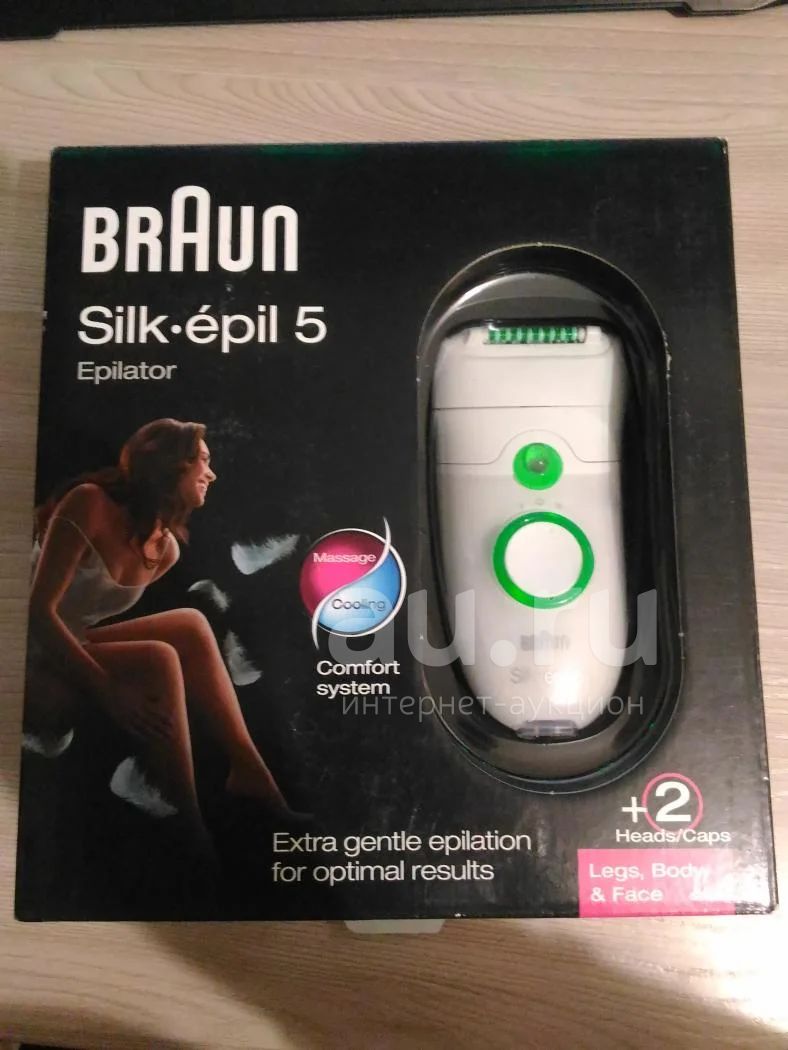 BRAUN
Silk·épil 5
Epilator
Massage
Cooling
Comfort
system
BRAUN
au.ru
интернет-аукцион
+2
Heads/Caps
Extra gentle epilation
for optimal results
Legs, Body
& Face